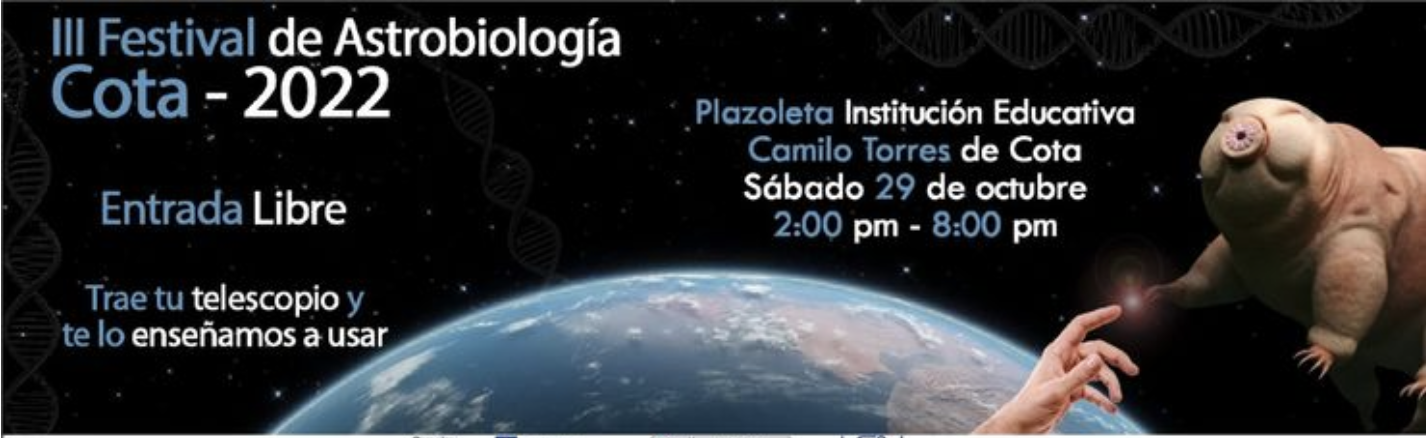 III Festival de Astrobiología
Cota - 2022
Entrada Libre
Trae tu telescopio y
te lo enseñamos a usar
Plazoleta Institución Educativa
Camilo Torres de Cota
Sábado 29 de octubre
2:00 pm - 8:00 pm